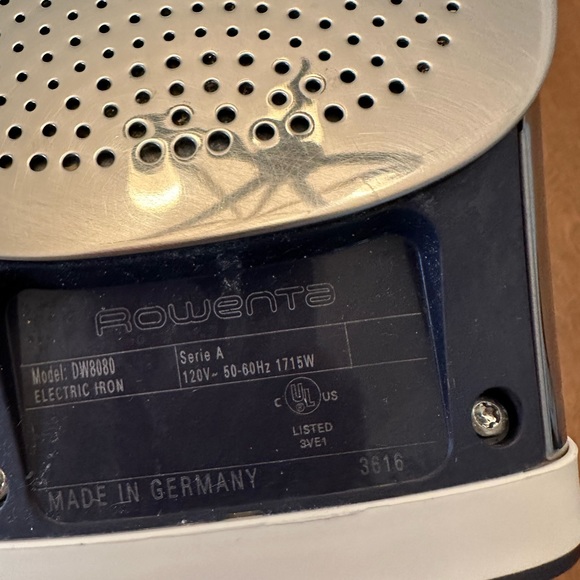 Rowenta
Model: DW8080
ELECTRIC IRON
Serie A
120V~ 50-60Hz 1715W
C UL US
LISTED
3VE1
MADE IN GERMANY 3616